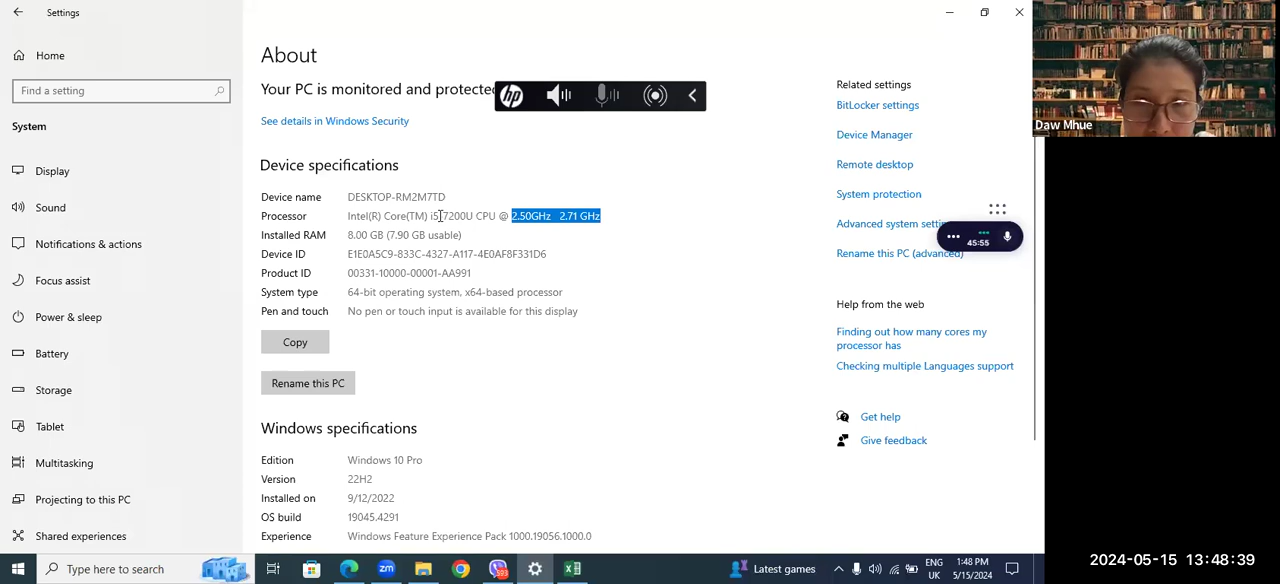 Settings
Home
Find a setting
System
Display
Sound
Notifications & actions
Focus assist
Power & sleep
Battery
Storage
Tablet
Multitasking
Projecting to this PC
Shared experiences
About
Your PC is monitored and protected
hp
See details in Windows Security
Device specifications
Device name DESKTOP-RM2M7TD
Processor Intel(R) Core(TM) i5-7200U CPU @ 2.50GHz 2.71 GHz
Installed RAM 8.00 GB (7.90 GB usable)
Device ID E1E0A5C9-833C-4327-A117-4E0AF8F331D6
Product ID 00331-10000-00001-AA991
System type 64-bit operating system, x64-based processor
Pen and touch No pen or touch input is available for this display
Copy
Rename this PC
Windows specifications
Edition Windows 10 Pro
Version 22H2
Installed on 9/12/2022
OS build 19045.4291
Experience Windows Feature Experience Pack 1000.19056.1000.0
Related settings
BitLocker settings
Device Manager
Remote desktop
System protection
Advanced system settin
45:55
Rename this PC (advanced)
Help from the web
Finding out how many cores my
processor has
Checking multiple Languages support
Get help
Give feedback
Daw Mhue
Type here to search
zm
Latest games
ENG
UK
1:48 PM
5/15/2024
2024-05-15 13:48:39